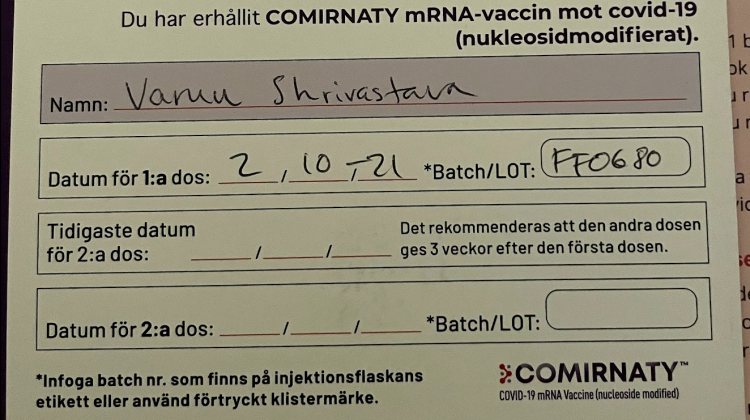 Du har erhållit COMIRNATY mRNA-vaccin mot covid-19
(nukleosidmodifierat).
Namn: Varun Shrivastava
Datum för 1:a dos: 2 / 10 / -21 *Batch/LOT: FF0680
Tidigaste datum
för 2:a dos: / /
Det rekommenderas att den andra dosen
ges 3 veckor efter den första dosen.
Datum för 2:a dos: / / *Batch/LOT:
*Infoga batch nr. som finns på injektionsflaskans
etikett eller använd förtryckt klistermärke.
COMIRNATY™
COVID-19 mRNA Vaccine (nucleoside modified)